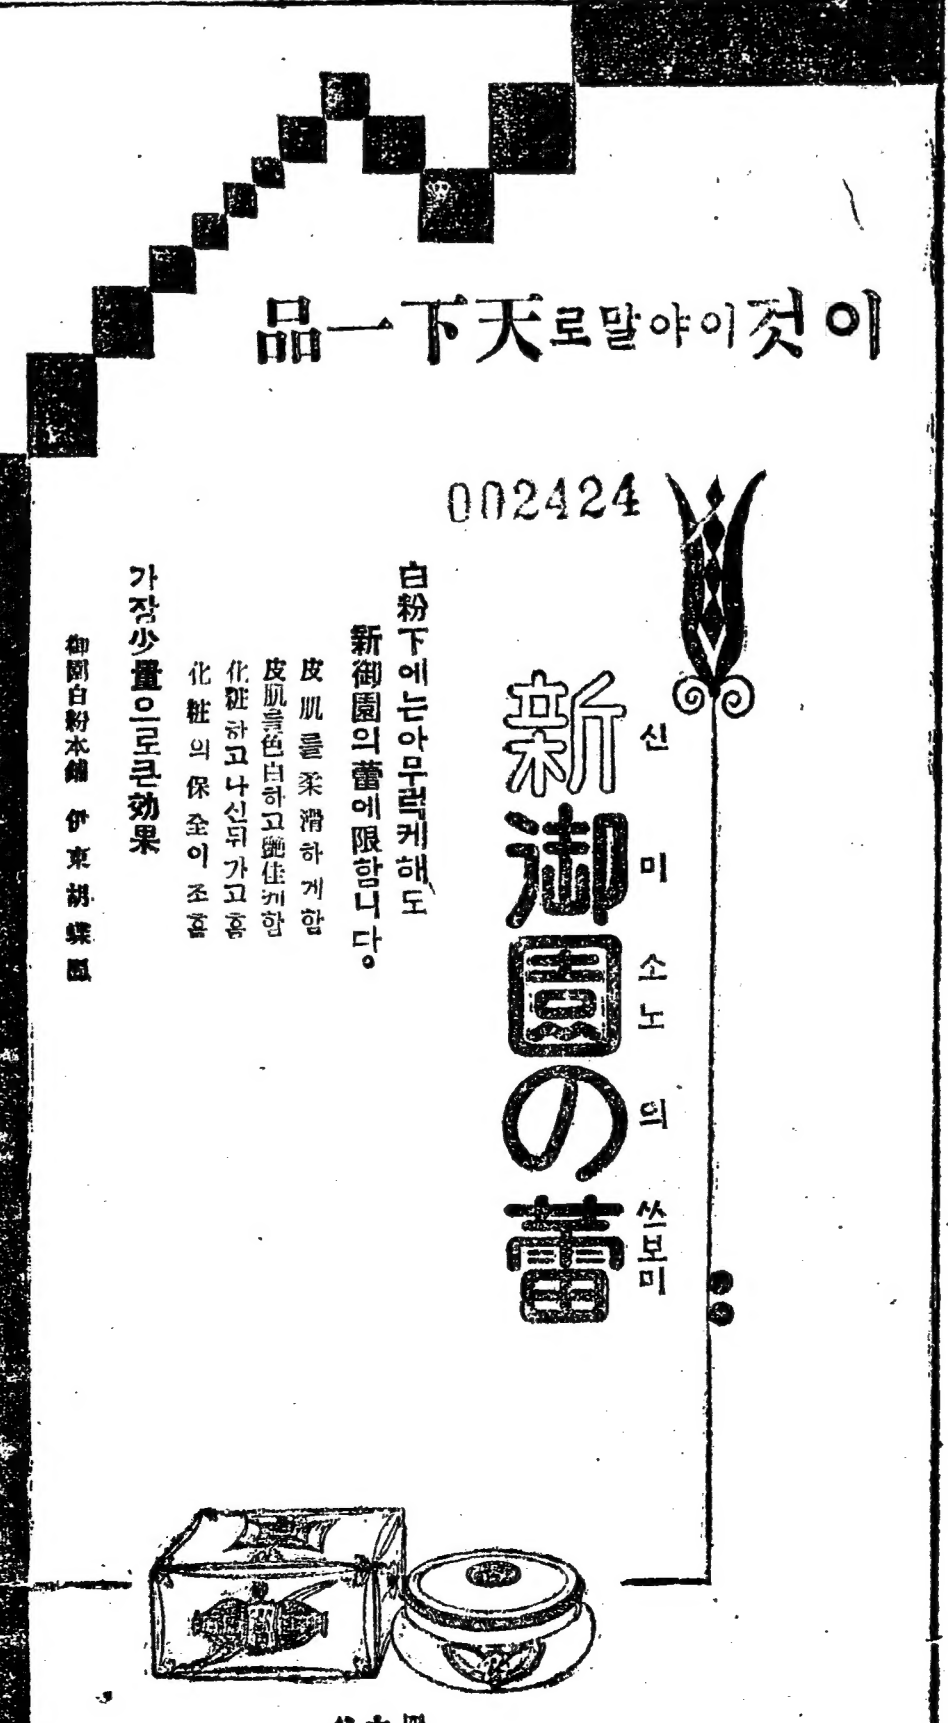 이것이야말로天下一品
002424
新御園の蕾
신미소노의쓰보미
白粉下에는아무럭케해도
新御園의蕾에限함니다。
皮肌를柔滑하게함
皮肌를色白하고艶佳케함
化粧하고나신뒤가고흠
化粧의保全이조흠
가장少量으로큰効果
御園白粉本舗 伊東胡蝶園